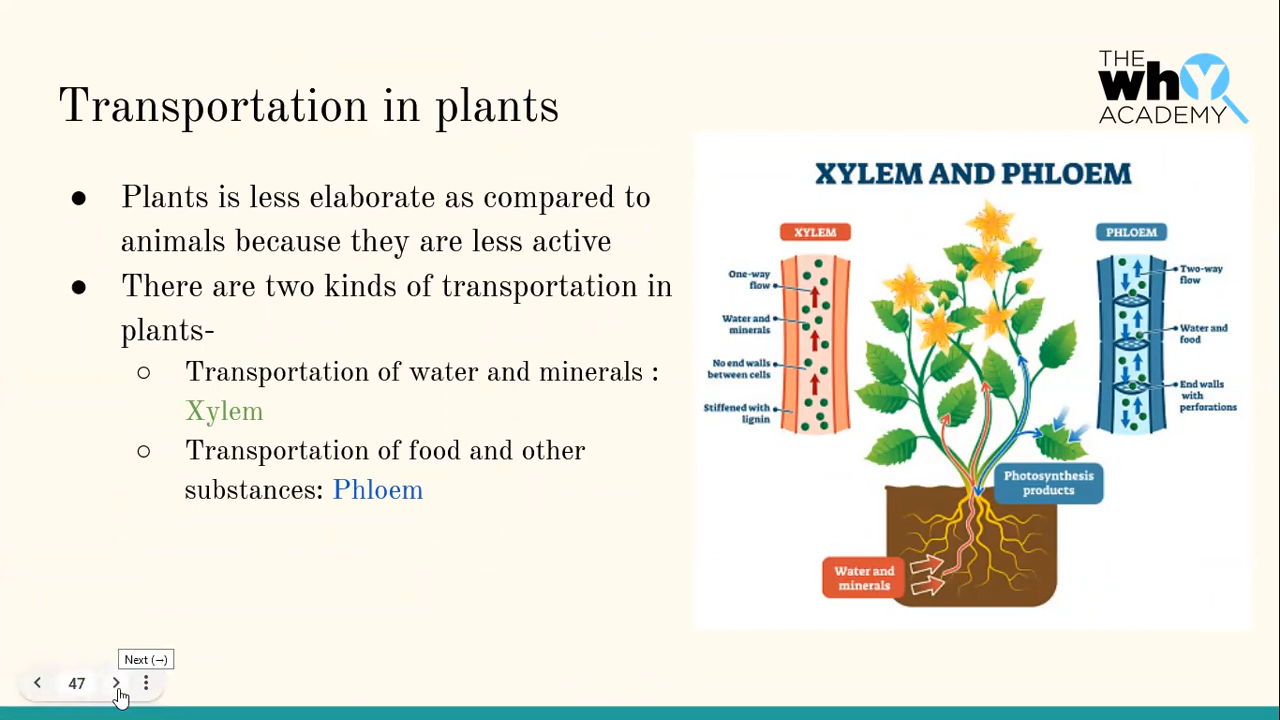 THE
whY
ACADEMY
Transportation in plants
● Plants is less elaborate as compared to
animals because they are less active
● There are two kinds of transportation in
plants-
○ Transportation of water and minerals :
Xylem
○ Transportation of food and other
substances: Phloem
XYLEM AND PHLOEM
XYLEM
One-way
flow
Water and
minerals
No end walls
between cells
Stiffened with
lignin
PHLOEM
Two-way
flow
Water and
food
End walls
with
perforations
Photosynthesis
products
Water and
minerals
Next (→)
47